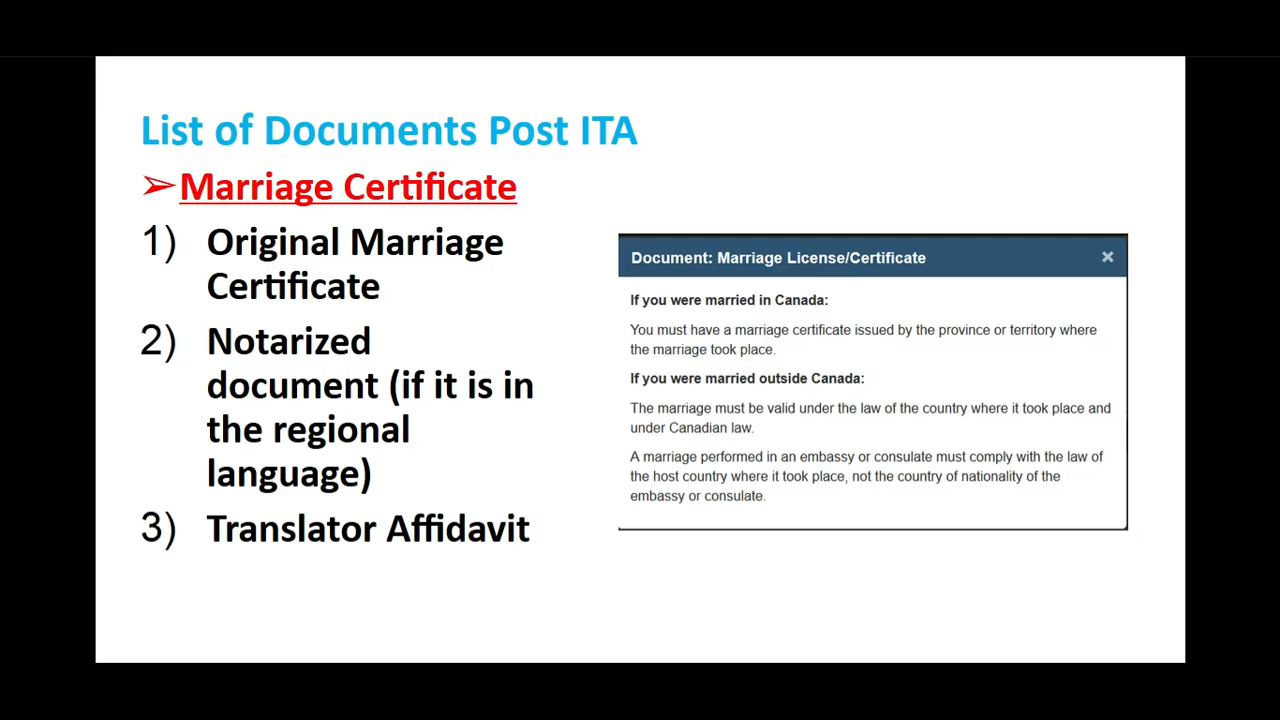 List of Documents Post ITA
➢Marriage Certificate
1) Original Marriage
Certificate
2) Notarized
document (if it is in
the regional
language)
3) Translator Affidavit
Document: Marriage License/Certificate ×
If you were married in Canada:
You must have a marriage certificate issued by the province or territory where
the marriage took place.
If you were married outside Canada:
The marriage must be valid under the law of the country where it took place and
under Canadian law.
A marriage performed in an embassy or consulate must comply with the law of
the host country where it took place, not the country of nationality of the
embassy or consulate.